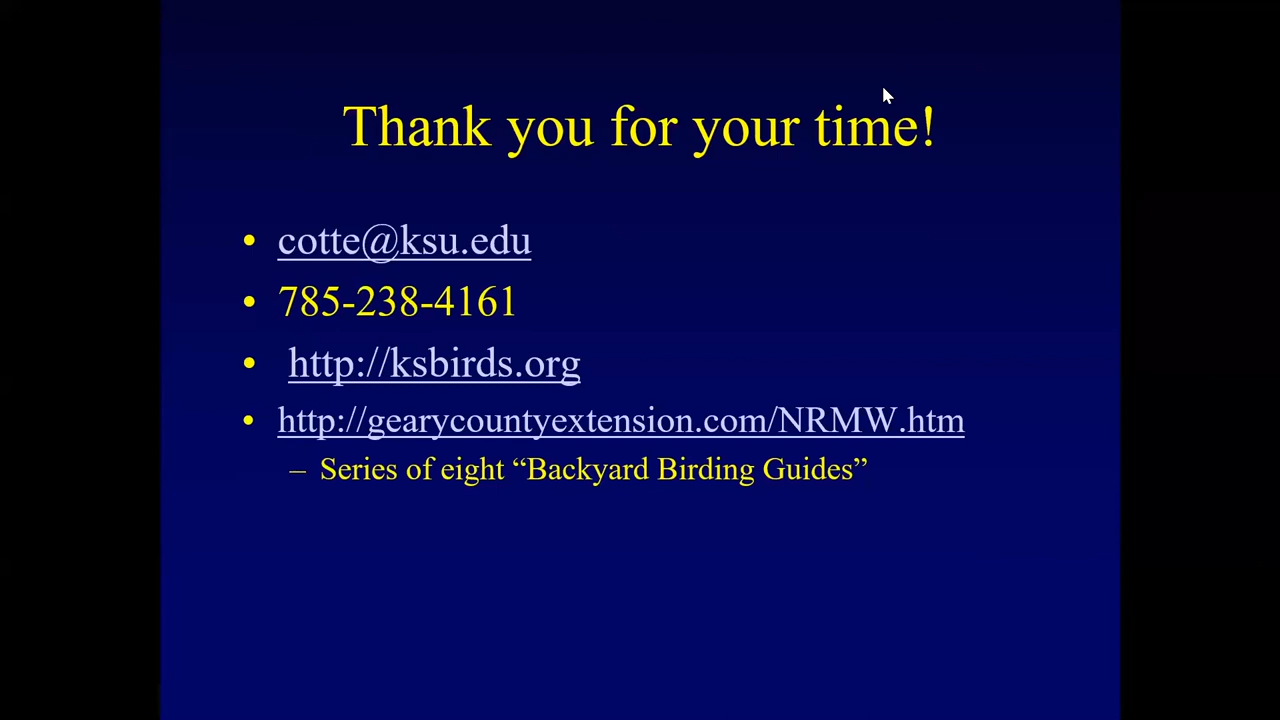 Thank you for your time!
• cotte@ksu.edu
• 785-238-4161
• http://ksbirds.org
• http://gearycountyextension.com/NRMW.htm
– Series of eight “Backyard Birding Guides”